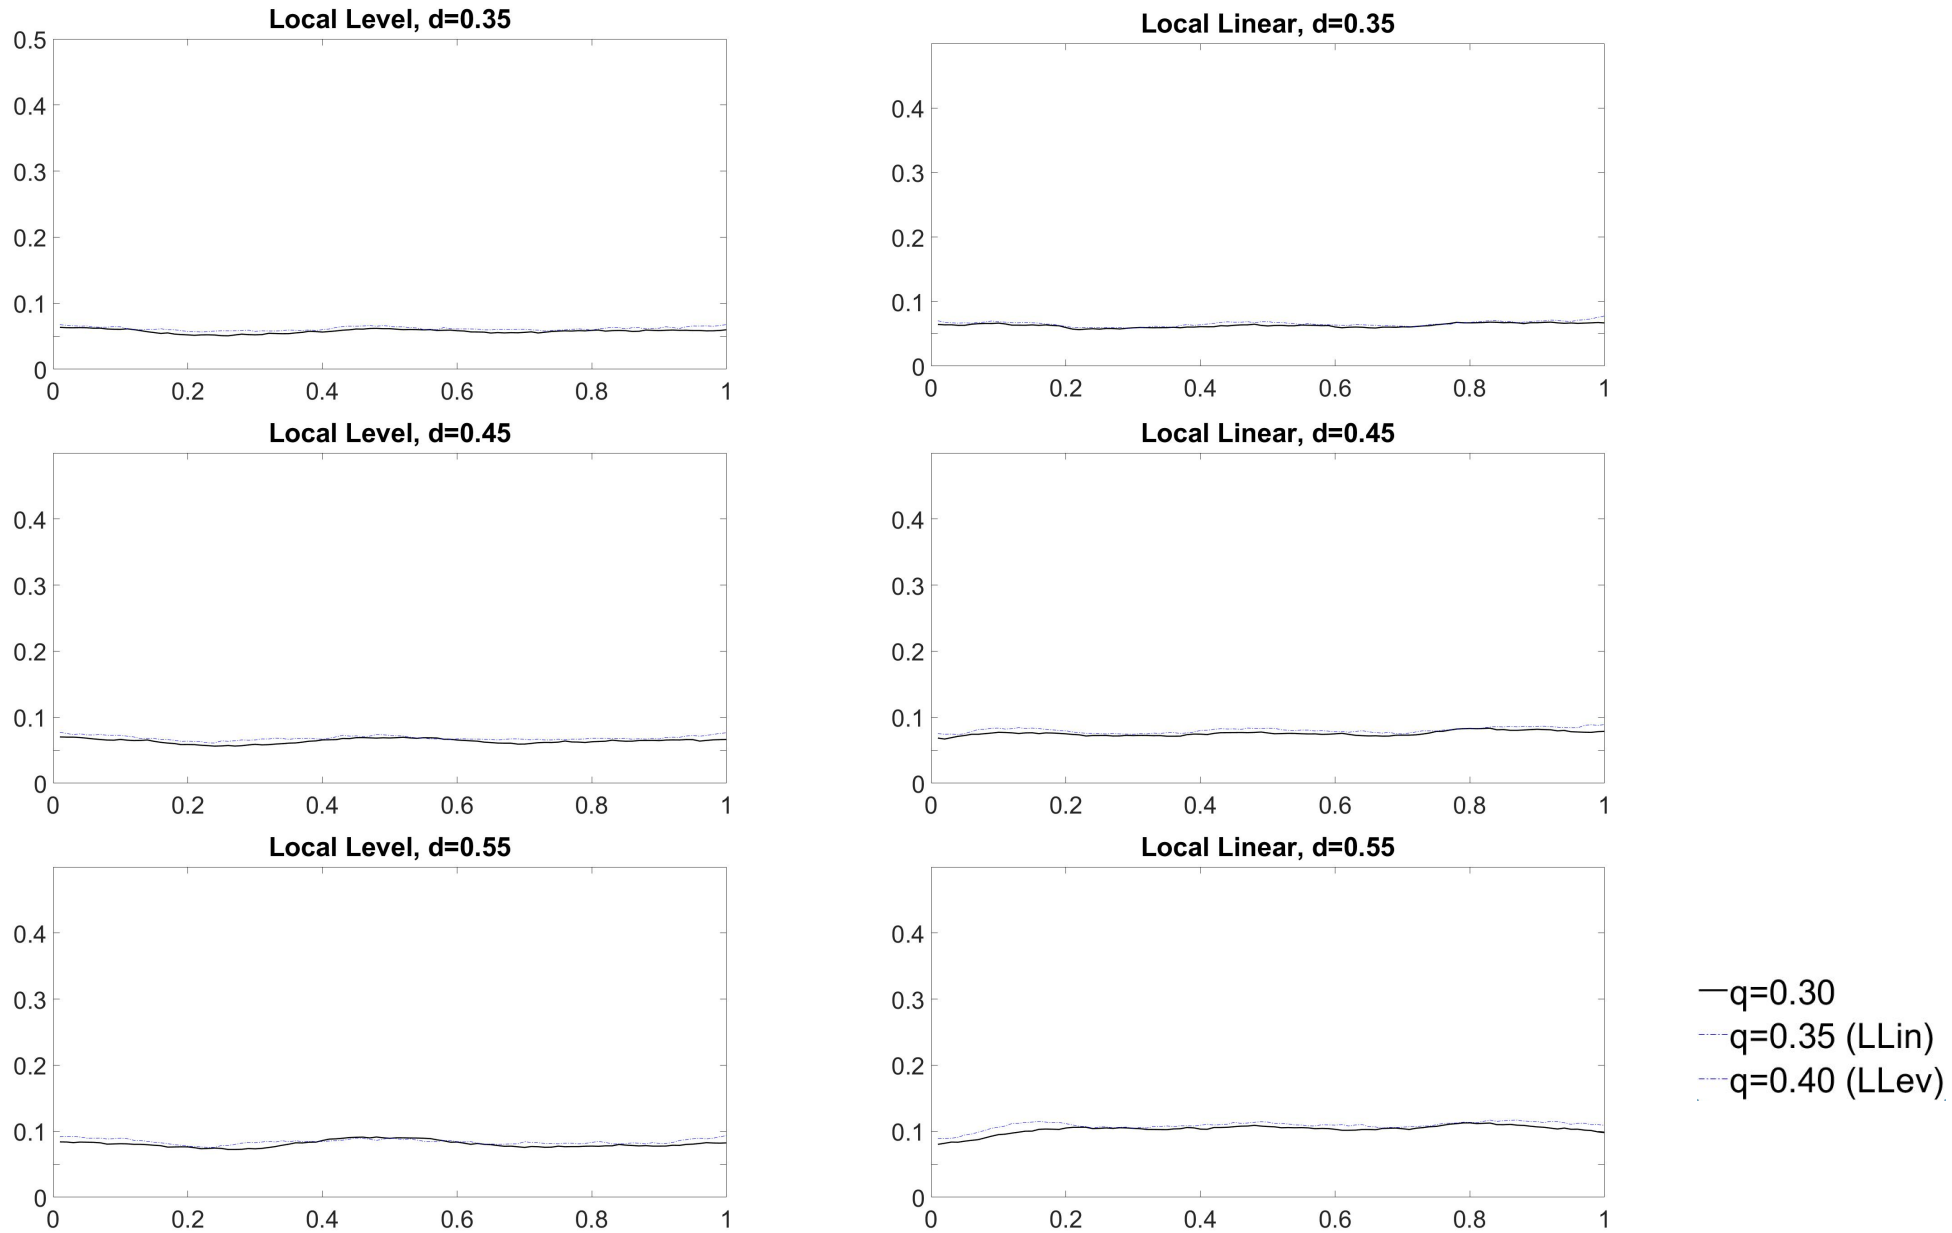 Local Level, d=0.35
0.5
0.4
0.3
0.2
0.1
0
0 0.2 0.4 0.6 0.8 1
Local Linear, d=0.35
0.4
0.3
0.2
0.1
0
0 0.2 0.4 0.6 0.8 1
Local Level, d=0.45
0.4
0.3
0.2
0.1
0
0 0.2 0.4 0.6 0.8 1
Local Linear, d=0.45
0.4
0.3
0.2
0.1
0
0 0.2 0.4 0.6 0.8 1
Local Level, d=0.55
0.4
0.3
0.2
0.1
0
0 0.2 0.4 0.6 0.8 1
Local Linear, d=0.55
0.4
0.3
0.2
0.1
0
0 0.2 0.4 0.6 0.8 1
q=0.30
q=0.35 (LLin)
q=0.40 (LLev)